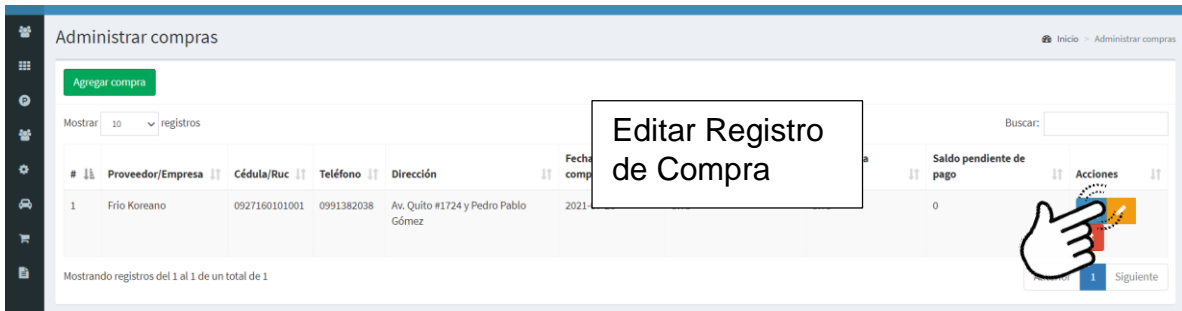 Administrar compras
Inicio > Administrar compras
Agregar compra
Mostrar 10 registros
Buscar:
Editar Registro
de Compra
# Proveedor/Empresa Cédula/Ruc Teléfono Dirección Saldo pendiente de
pago Acciones
1 Frio Koreano 0927160101001 0991382038 Av. Quito #1724 y Pedro Pablo
Gómez 0
Mostrando registros del 1 al 1 de un total de 1
1 Siguiente